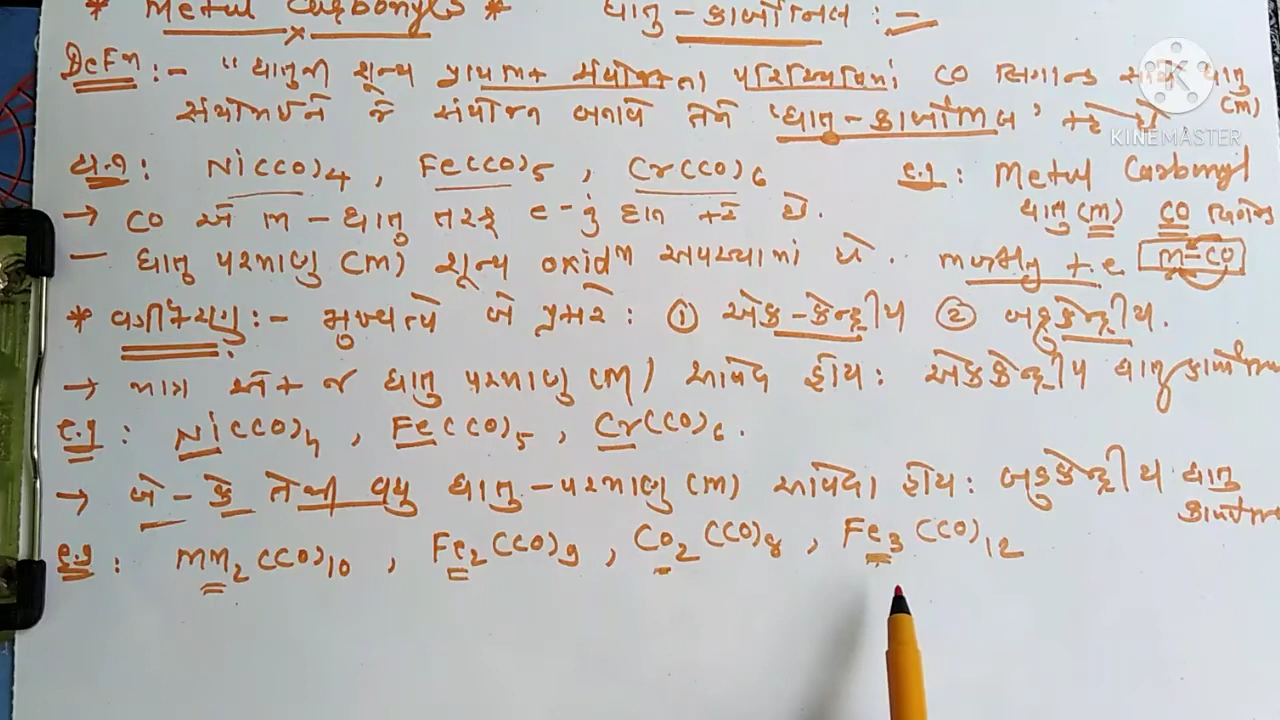 * Metal Carbonyls * ધાતુ - કાર્બોનિલ : -
Defn :- "ધાતુની શૂન્ય પરિસ્થિતિમાં CO લિગાન્ડ સાથે ધાતુ (M)
જે સંયોજન બનાવે તેને "ધાતુ - કાર્બોનિલ" કહે છે.
દા.ત : Ni(CO)4 , Fe(CO)5 , Cr(CO)6 e.g : Metal Carbonyl
→ CO એ M - ધાતુ તરફ e- નું દાન કરે છે. ધાતુ (M) CO લિગેન્ડ
- ધાતુ પરમાણુ (M) શૂન્ય oxidn અવસ્થામાં છે. M-CO
* વર્ગીકરણ :- મુખ્યત્વે બે પ્રકારે : ① એક - કેન્દ્રીય ② બહુકેન્દ્રીય.
→ માત્ર એક જ ધાતુ પરમાણુ (M) આવેલ હોય : એકકેન્દ્રીય ધાતુ કાર્બોનિલ
e.g : Ni(CO)4 , Fe(CO)5 , Cr(CO)6.
→ બે - કે તેથી વધુ ધાતુ - પરમાણુ (M) આવેલા હોય : બહુકેન્દ્રીય ધાતુ કાર્બોનિલ
e.g : Mn2(CO)10 , Fe2(CO)9 , Co2(CO)8 , Fe3(CO)12
KINEMASTER